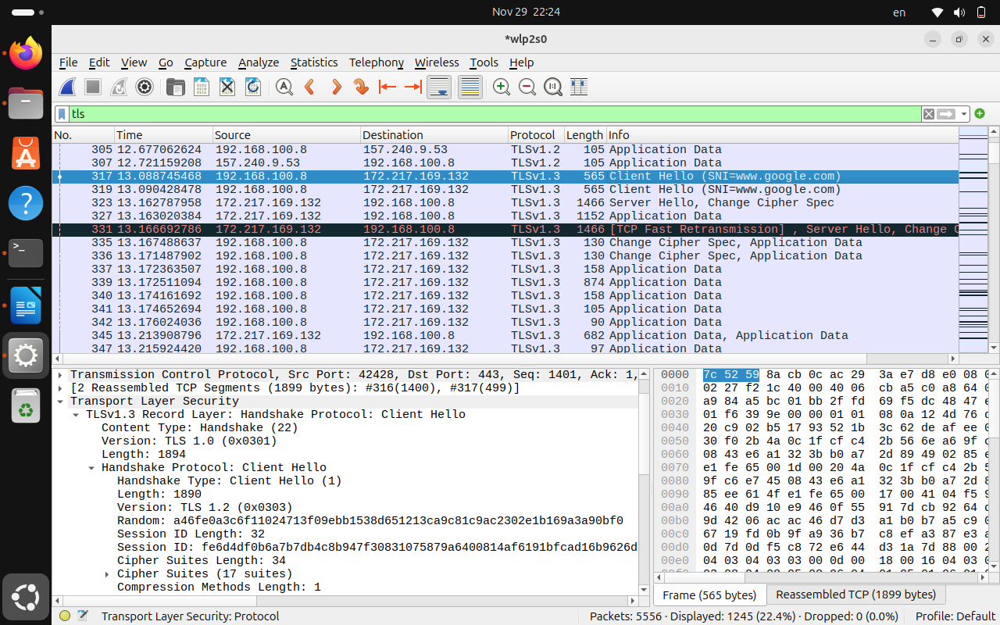 Nov 29 22:24
en
*wlp2s0
File Edit View Go Capture Analyze Statistics Telephony Wireless Tools Help
tls
No. Time Source Destination Protocol Length Info
305 12.677062624 192.168.100.8 157.240.9.53 TLSv1.2 105 Application Data
307 12.721159208 157.240.9.53 192.168.100.8 TLSv1.2 105 Application Data
317 13.088745468 192.168.100.8 172.217.169.132 TLSv1.3 565 Client Hello (SNI=www.google.com)
319 13.090428478 192.168.100.8 172.217.169.132 TLSv1.3 565 Client Hello (SNI=www.google.com)
323 13.162787958 172.217.169.132 192.168.100.8 TLSv1.3 1466 Server Hello, Change Cipher Spec
327 13.163020384 172.217.169.132 192.168.100.8 TLSv1.3 1152 Application Data
331 13.166692786 172.217.169.132 192.168.100.8 TLSv1.3 1466 [TCP Fast Retransmission] , Server Hello, Change
335 13.167488637 192.168.100.8 172.217.169.132 TLSv1.3 130 Change Cipher Spec, Application Data
336 13.171487902 192.168.100.8 172.217.169.132 TLSv1.3 130 Change Cipher Spec, Application Data
337 13.172363507 192.168.100.8 172.217.169.132 TLSv1.3 158 Application Data
339 13.172511094 192.168.100.8 172.217.169.132 TLSv1.3 874 Application Data
340 13.174161692 192.168.100.8 172.217.169.132 TLSv1.3 158 Application Data
341 13.174652694 192.168.100.8 172.217.169.132 TLSv1.3 105 Application Data
342 13.176024036 192.168.100.8 172.217.169.132 TLSv1.3 90 Application Data
345 13.213908796 172.217.169.132 192.168.100.8 TLSv1.3 682 Application Data, Application Data
347 13.215924420 192.168.100.8 172.217.169.132 TLSv1.3 97 Application Data
Transmission Control Protocol, Src Port: 42428, Dst Port: 443, Seq: 1401, Ack: 1,
[2 Reassembled TCP Segments (1899 bytes): #316(1400), #317(499)]
Transport Layer Security
TLSv1.3 Record Layer: Handshake Protocol: Client Hello
Content Type: Handshake (22)
Version: TLS 1.0 (0x0301)
Length: 1894
Handshake Protocol: Client Hello
Handshake Type: Client Hello (1)
Length: 1890
Version: TLS 1.2 (0x0303)
Random: a46fe0a3c6f11024713f09ebb1538d651213ca9c81c9ac2302e1b169a3a90bf0
Session ID Length: 32
Session ID: fe6d4df0b6a7b7db4c8b947f30831075879a6400814af6191bfcad16b9626d
Cipher Suites Length: 34
Cipher Suites (17 suites)
Compression Methods Length: 1
0000 7c 52 59 8a cb 0c ac 29 3a e7 d8 e0 08
0010 02 27 f2 1c 40 00 40 06 cb a5 c0 a8 64
0020 a9 84 a5 bc 01 bb 2f fd 69 f5 dc 48 47
0030 01 f6 39 9e 00 00 01 01 08 0a 12 4d 76
0040 20 c9 02 b5 17 93 52 1b 3c 62 de af ee
0050 30 f0 2b 4a 0c 1f cf c4 2b 56 6e a6 9f
0060 08 43 e6 a1 32 3b b0 a7 2d 89 49 02 85
0070 e1 fe 65 00 1d 00 20 4a 0c 1f cf c4 2b
0080 9f c6 e7 45 08 43 e6 a1 32 3b b0 a7 2d
0090 85 ee 61 4f e1 fe 65 00 17 00 41 04 f5
00a0 46 40 d9 10 e9 46 0f 55 91 7d cb 92 64
00b0 9d 42 06 ac ac 46 d7 d3 a1 b0 b7 a5 c9
00c0 67 19 fd 0b 9f a9 36 b7 c8 ef a3 87 e3
00d0 0d 7d 0d f5 c8 72 e6 44 d3 1a 7d 88 00
00e0 04 03 04 03 03 00 0d 00 18 00 16 04 03
Frame (565 bytes) Reassembled TCP (1899 bytes)
Transport Layer Security: Protocol
Packets: 5556 · Displayed: 1245 (22.4%) · Dropped: 0 (0.0%)
Profile: Default